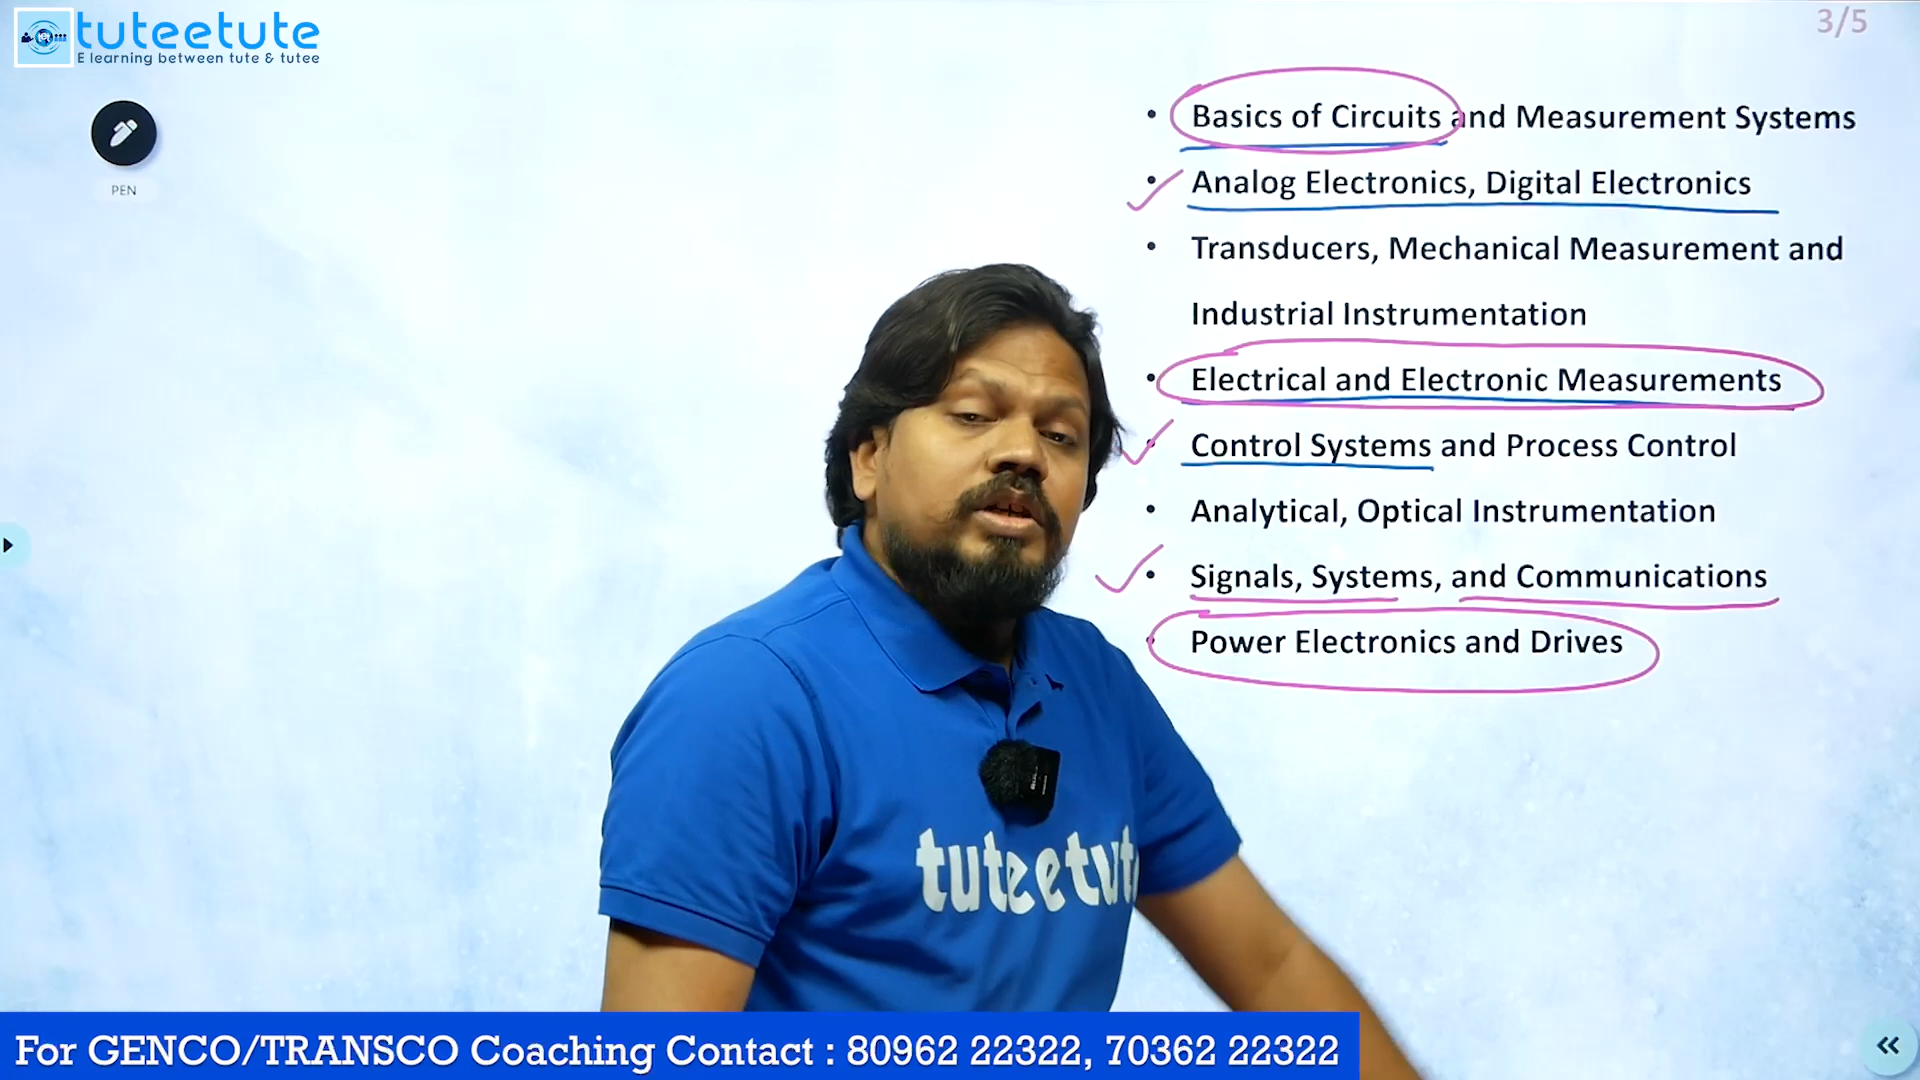 tuteetute
E learning between tute & tutee
3/5
PEN
• Basics of Circuits and Measurement Systems
• Analog Electronics, Digital Electronics
• Transducers, Mechanical Measurement and
Industrial Instrumentation
• Electrical and Electronic Measurements
• Control Systems and Process Control
• Analytical, Optical Instrumentation
• Signals, Systems, and Communications
• Power Electronics and Drives
tuteetut
For GENCO/TRANSCO Coaching Contact : 80962 22322, 70362 22322